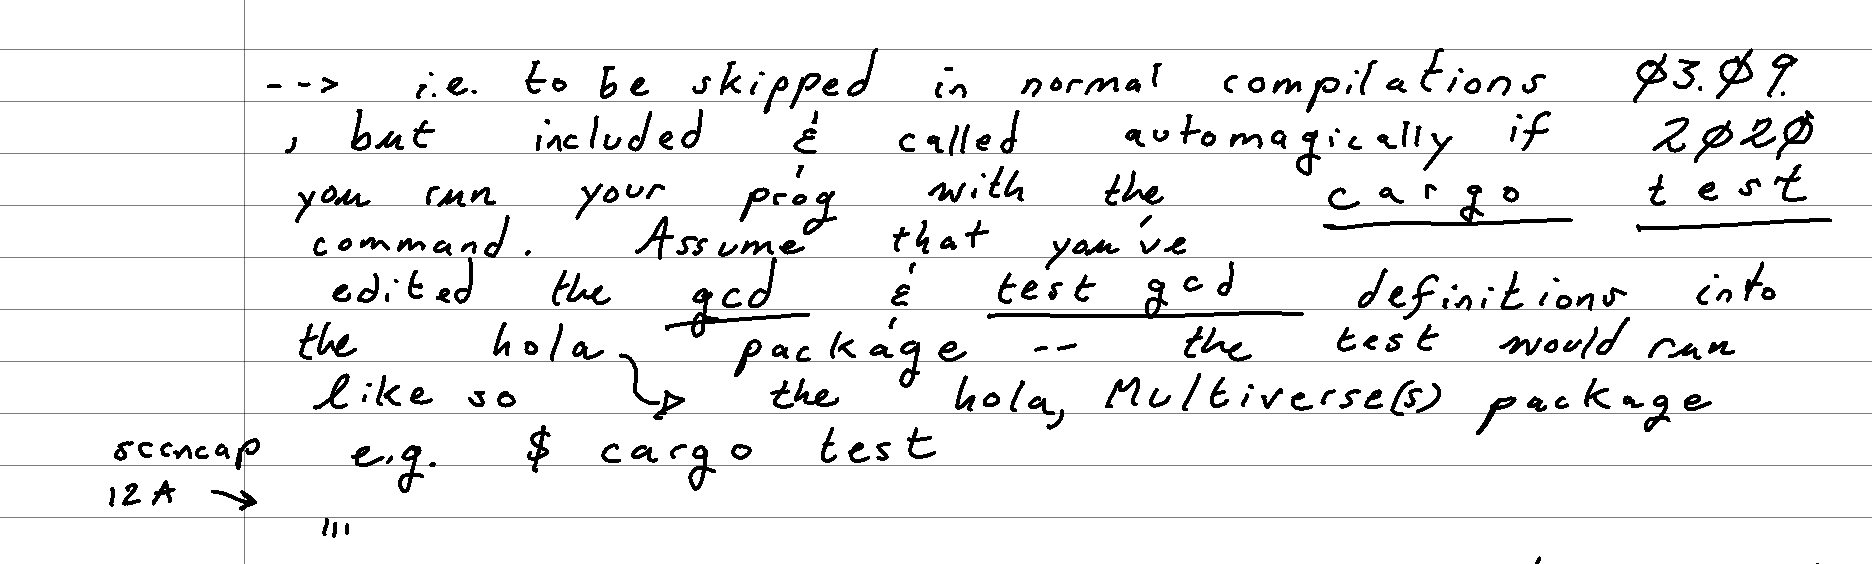 --> i.e. to be skipped in normal compilations Ø3.Ø9.
, but included & called automagically if 2Ø2Ø
you run your prog with the cargo test
command. Assume that you've
edited the gcd & test gcd definitions into
the hola package -- the test would run
like so the hola, Multiverse(s) package
sccncap e.g. $ cargo test
12A →
"'